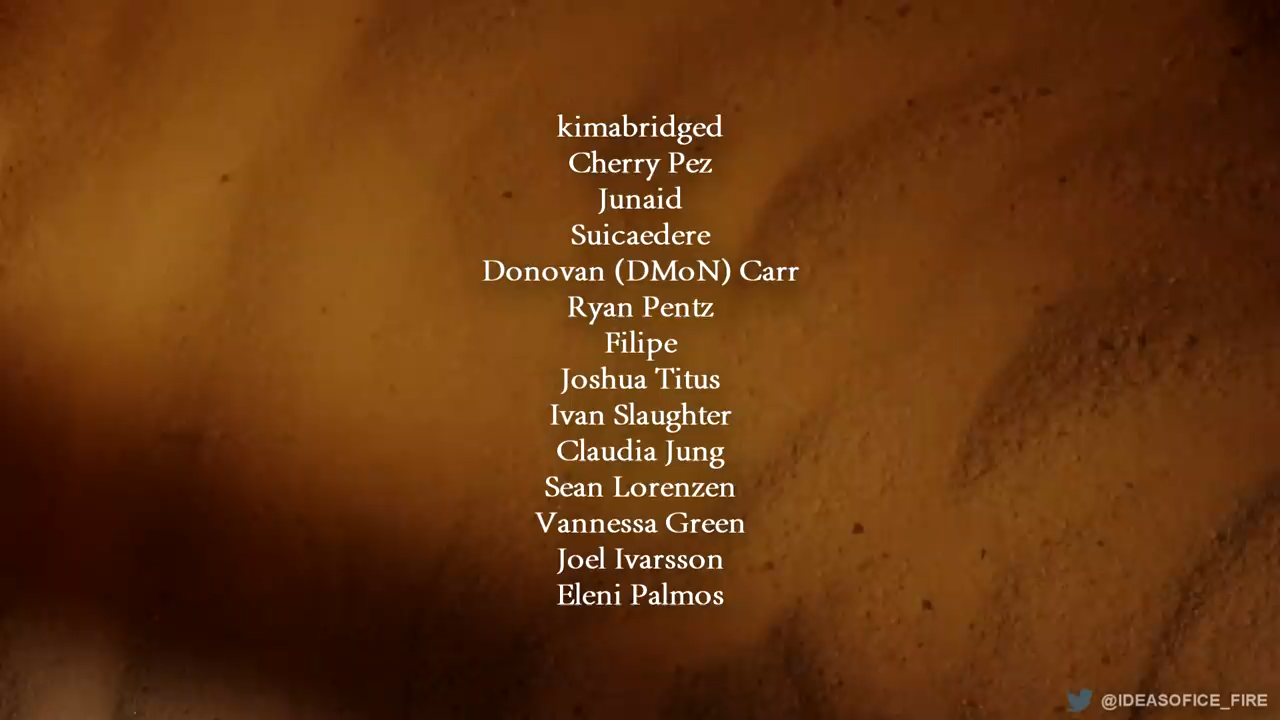 kimabridged
Cherry Pez
Junaid
Suicaedere
Donovan (DMoN) Carr
Ryan Pentz
Filipe
Joshua Titus
Ivan Slaughter
Claudia Jung
Sean Lorenzen
Vannessa Green
Joel Ivarsson
Eleni Palmos
@IDEASOFICE_FIRE